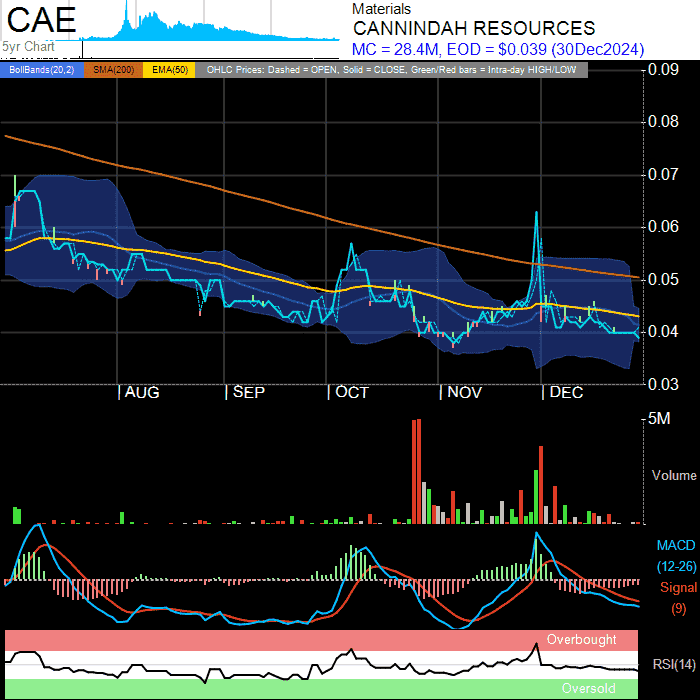 CAE
5yr Chart
Materials
CANNINDAH RESOURCES
MC = 28.4M, EOD = $0.039 (30Dec2024)
BollBands(20,2) SMA(200) EMA(50) OHLC Prices: Dashed = OPEN, Solid = CLOSE, Green/Red bars = Intra-day HIGH/LOW
0.09
0.08
0.07
0.06
0.05
0.04
0.03
AUG SEP OCT NOV DEC
5M
Volume
MACD
(12-26)
Signal
(9)
Overbought
RSI(14)
Oversold